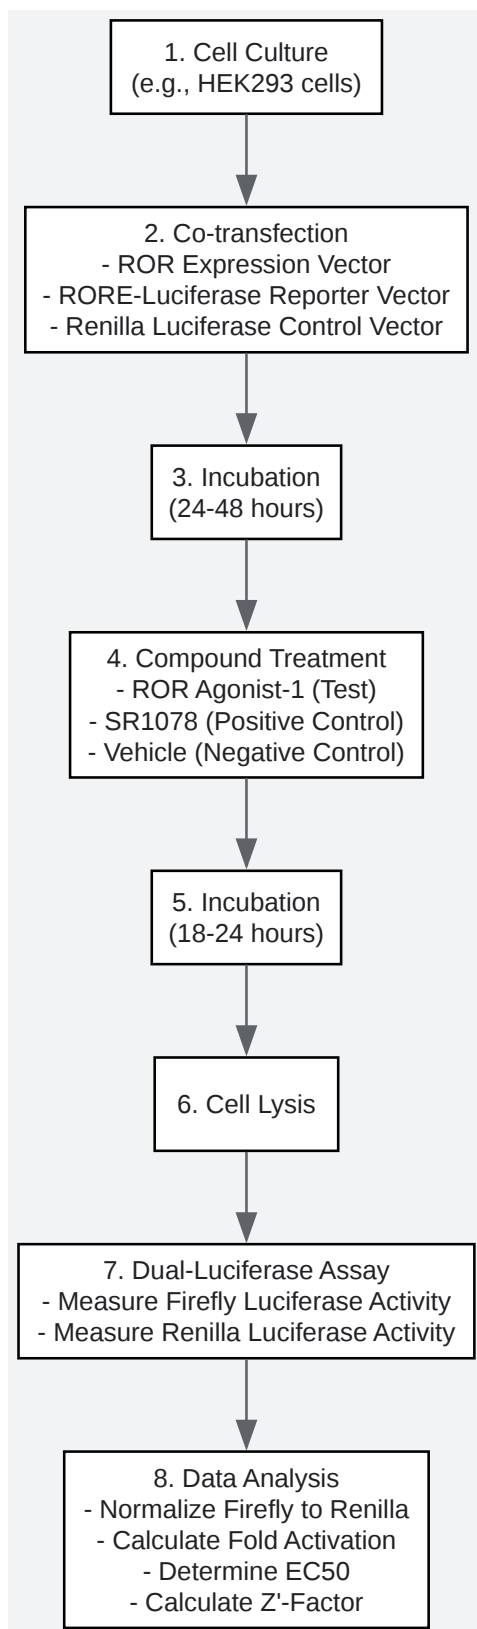 1. Cell Culture
(e.g., HEK293 cells)
2. Co-transfection
- ROR Expression Vector
- RORE-Luciferase Reporter Vector
- Renilla Luciferase Control Vector
3. Incubation
(24-48 hours)
4. Compound Treatment
- ROR Agonist-1 (Test)
- SR1078 (Positive Control)
- Vehicle (Negative Control)
5. Incubation
(18-24 hours)
6. Cell Lysis
7. Dual-Luciferase Assay
- Measure Firefly Luciferase Activity
- Measure Renilla Luciferase Activity
8. Data Analysis
- Normalize Firefly to Renilla
- Calculate Fold Activation
- Determine EC50
- Calculate Z'-Factor